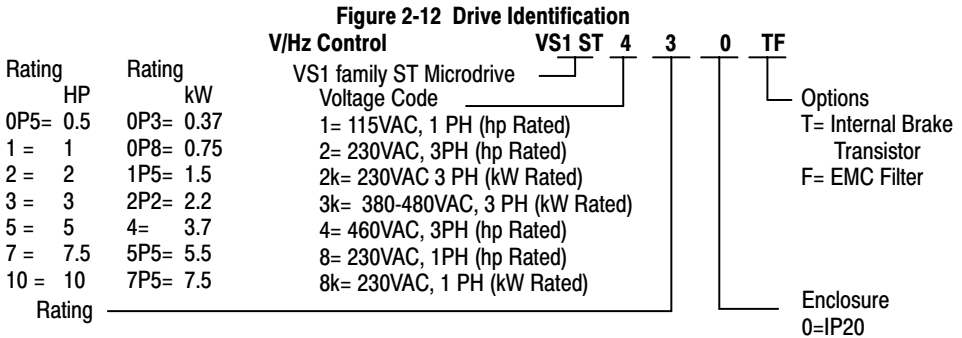 Figure 2-12 Drive Identification
V/Hz Control VS1 ST 4 3 0 TF
Rating Rating VS1 family ST Microdrive
HP kW Voltage Code Options
0P5= 0.5 0P3= 0.37 1= 115VAC, 1 PH (hp Rated) T= Internal Brake
1 = 1 0P8= 0.75 2= 230VAC, 3PH (hp Rated) Transistor
2 = 2 1P5= 1.5 2k= 230VAC 3 PH (kW Rated) F= EMC Filter
3 = 3 2P2= 2.2 3k= 380-480VAC, 3 PH (kW Rated)
5 = 5 4= 3.7 4= 460VAC, 3PH (hp Rated)
7 = 7.5 5P5= 5.5 8= 230VAC, 1PH (hp Rated)
10 = 10 7P5= 7.5 8k= 230VAC, 1 PH (kW Rated)
Rating Enclosure
0=IP20